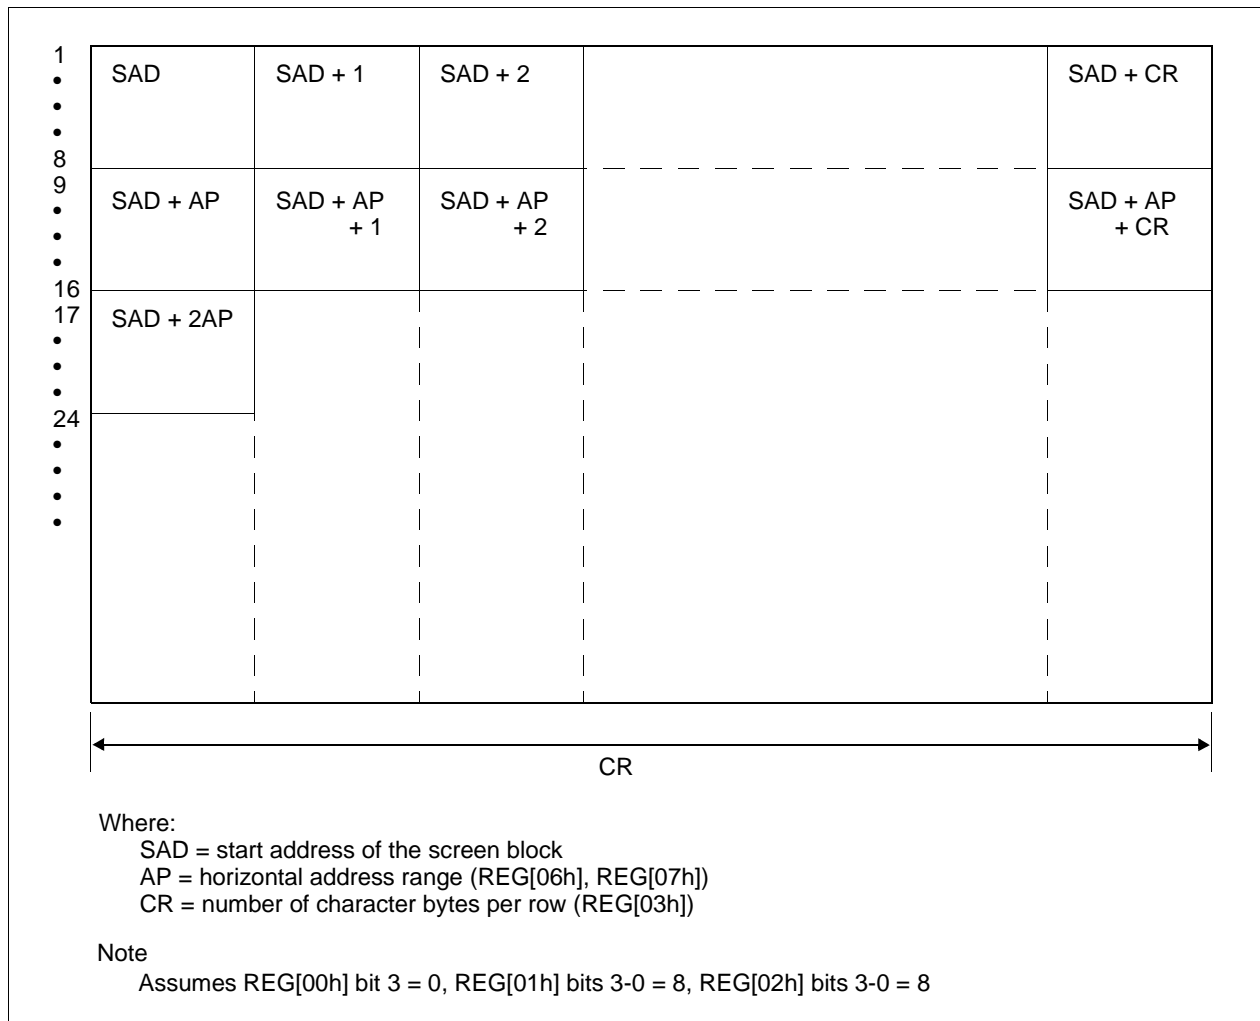 1
SAD SAD + 1 SAD + 2 SAD + CR
•
•
•
8
9
SAD + AP SAD + AP SAD + AP SAD + AP
• + 1 + 2 + CR
•
•
16
17
SAD + 2AP
•
•
•
24
•
•
•
•
CR
Where:
SAD = start address of the screen block
AP = horizontal address range (REG[06h], REG[07h])
CR = number of character bytes per row (REG[03h])
Note
Assumes REG[00h] bit 3 = 0, REG[01h] bits 3-0 = 8, REG[02h] bits 3-0 = 8